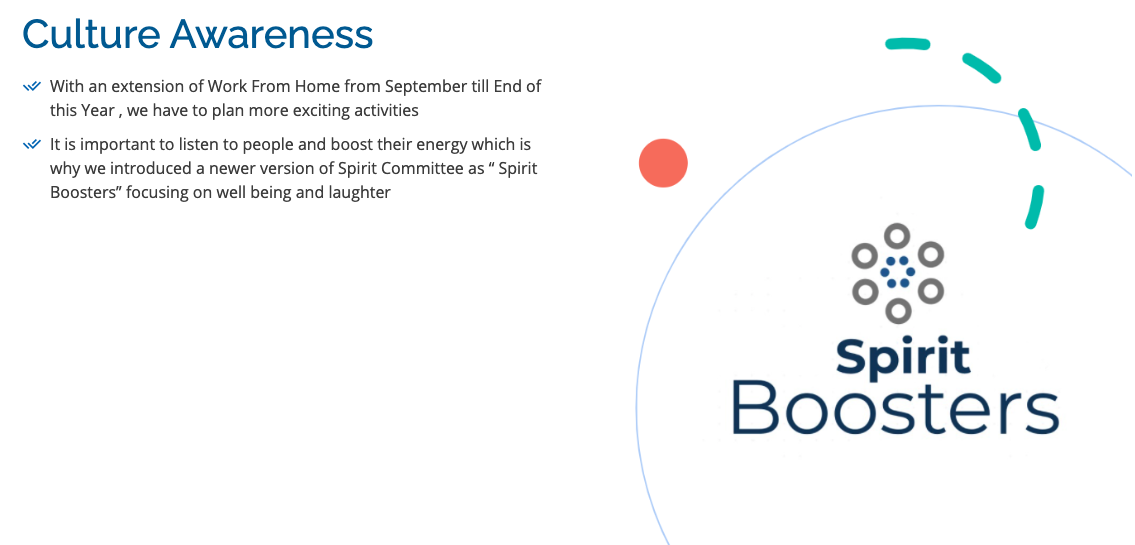 Culture Awareness
With an extension of Work From Home from September till End of
this Year , we have to plan more exciting activities
It is important to listen to people and boost their energy which is
why we introduced a newer version of Spirit Committee as “ Spirit
Boosters” focusing on well being and laughter
Spirit
Boosters